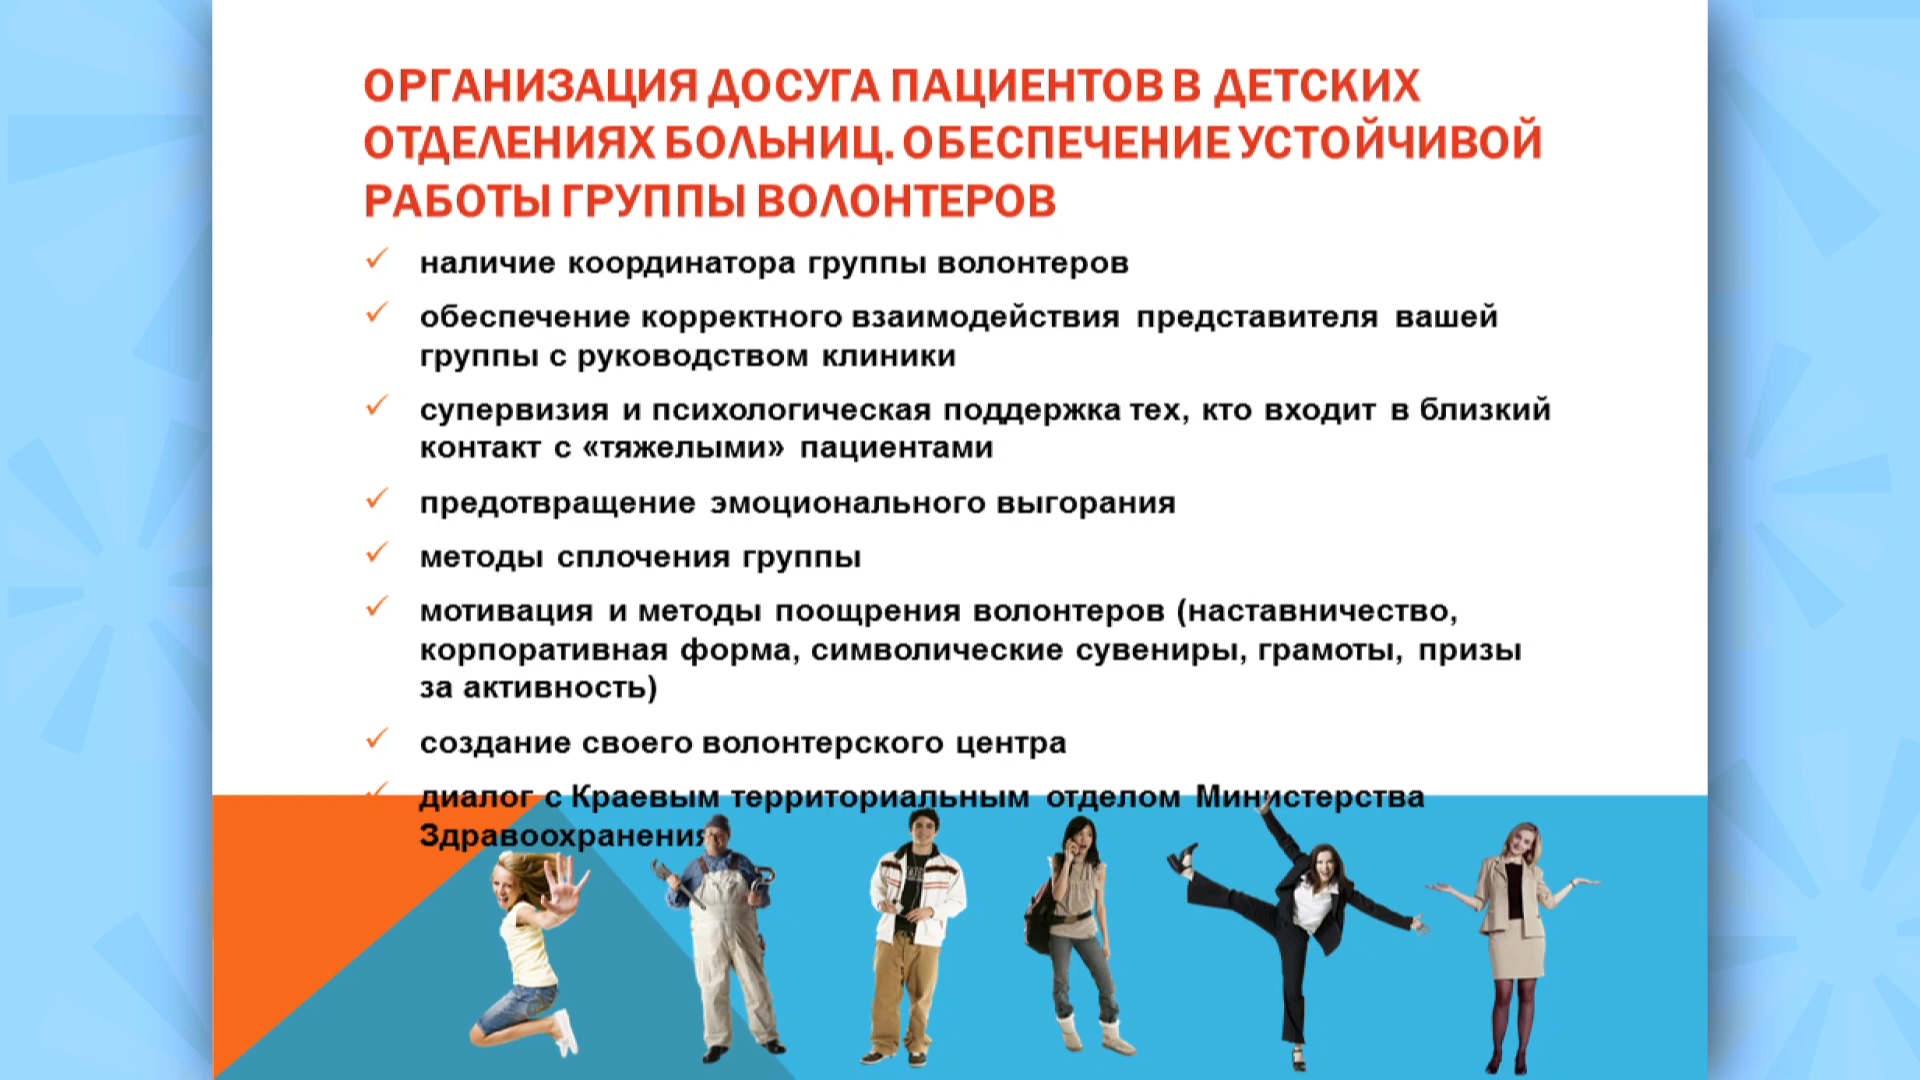 ОРГАНИЗАЦИЯ ДОСУГА ПАЦИЕНТОВ В ДЕТСКИХ
ОТДЕЛЕНИЯХ БОЛЬНИЦ. ОБЕСПЕЧЕНИЕ УСТОЙЧИВОЙ
РАБОТЫ ГРУППЫ ВОЛОНТЕРОВ
наличие координатора группы волонтеров
обеспечение корректного взаимодействия представителя вашей
группы с руководством клиники
супервизия и психологическая поддержка тех, кто входит в близкий
контакт с «тяжелыми» пациентами
предотвращение эмоционального выгорания
методы сплочения группы
мотивация и методы поощрения волонтеров (наставничество,
корпоративная форма, символические сувениры, грамоты, призы
за активность)
создание своего волонтерского центра
диалог с Краевым территориальным отделом Министерства
Здравоохранения